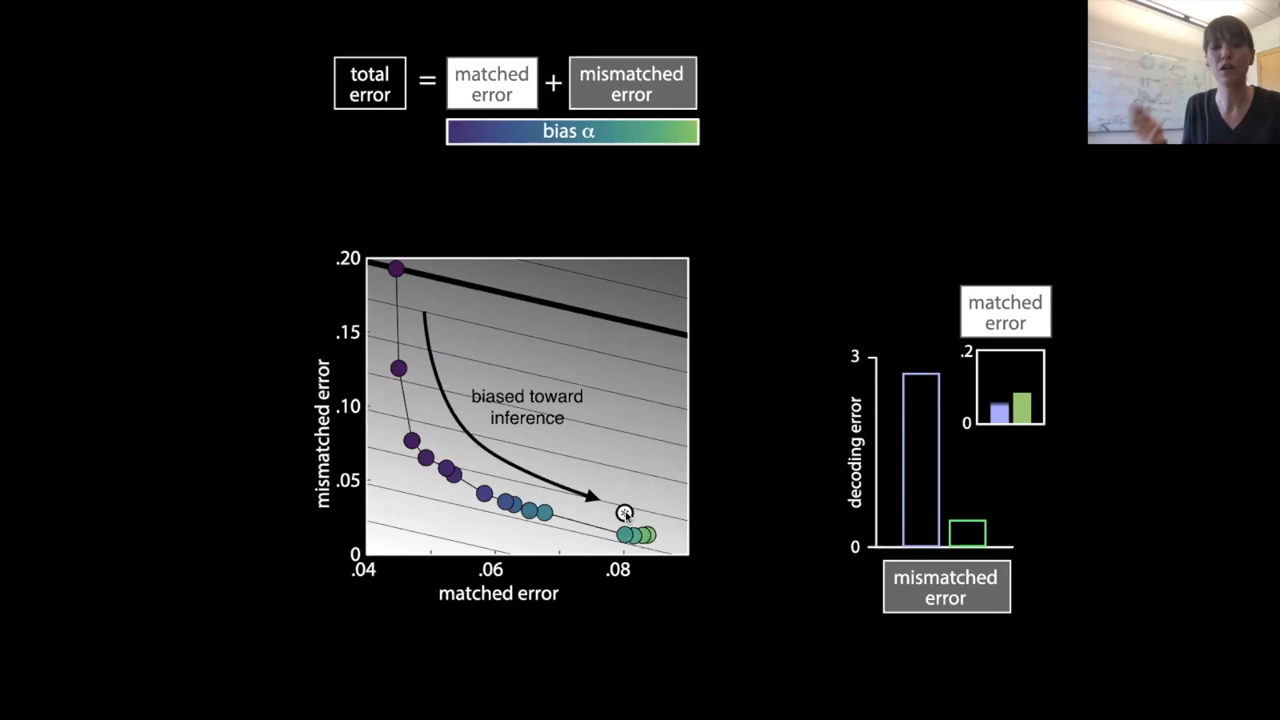 total
error
=
matched
error
+
mismatched
error
bias α
.20
.15
.10
.05
0
mismatched error
biased toward
inference
.04
.06
.08
matched error
matched
error
.2
0
3
0
decoding error
mismatched
error